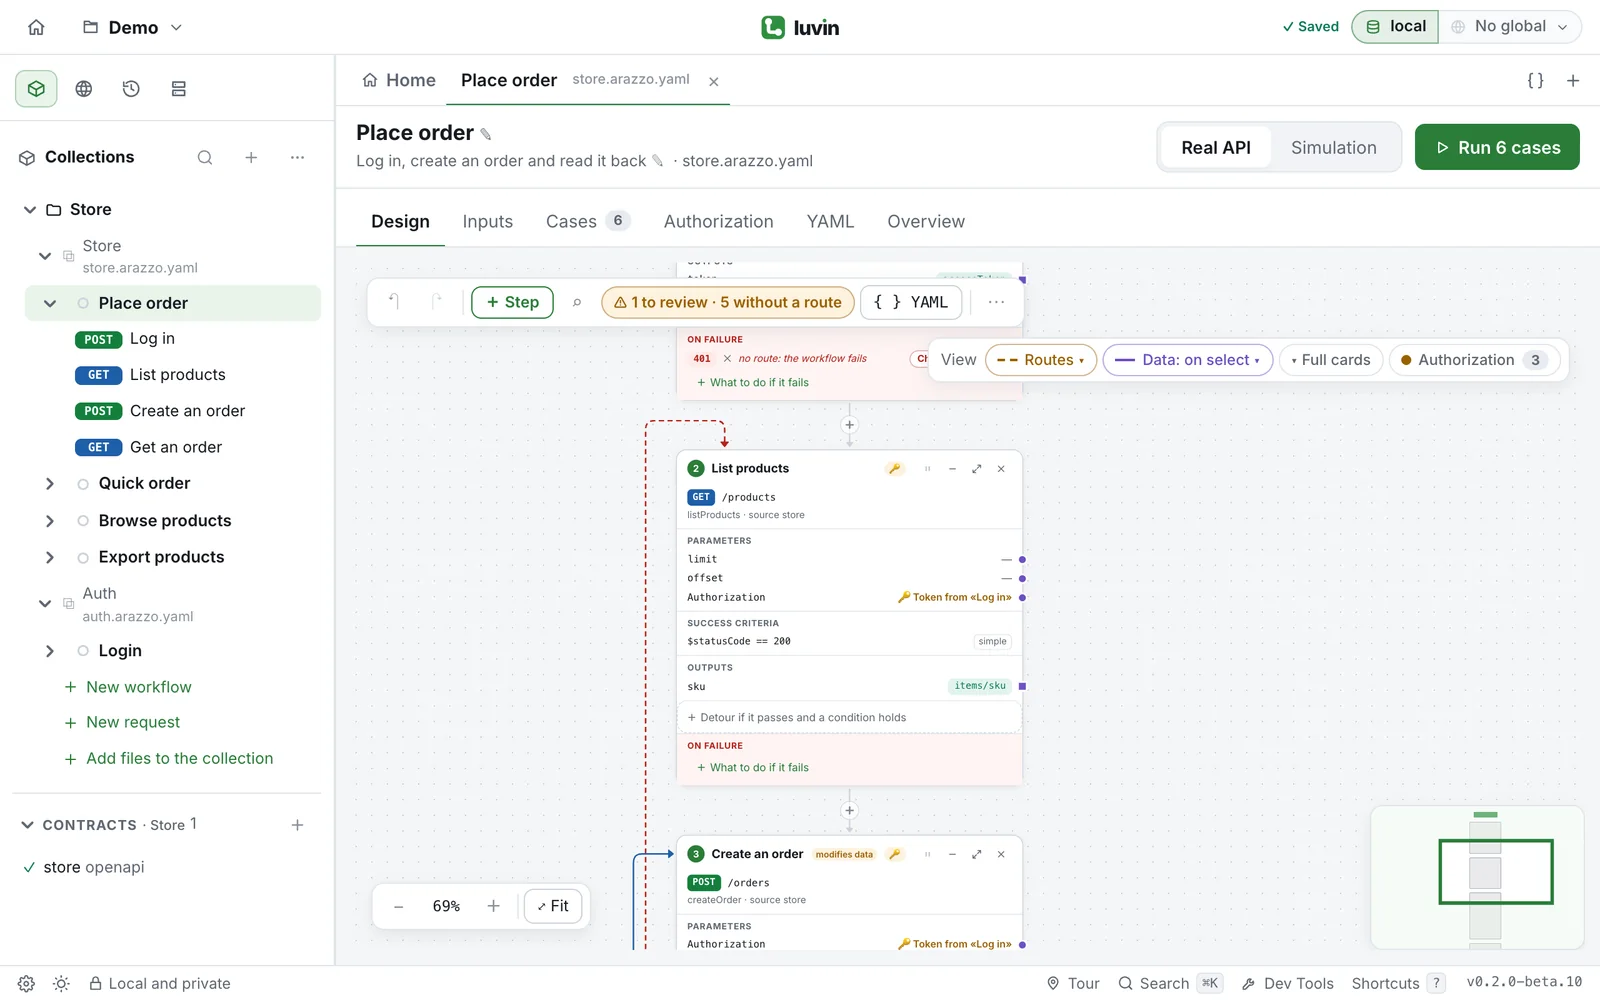 Demo
luvin
Saved
local
No global
Home
Place order
store.arazzo.yaml
Place order
Log in, create an order and read it back · store.arazzo.yaml
Real API
Simulation
Run 6 cases
Collections
Store
Store
store.arazzo.yaml
Place order
POST Log in
GET List products
POST Create an order
GET Get an order
Quick order
Browse products
Export products
Auth
auth.arazzo.yaml
Login
+ New workflow
+ New request
+ Add files to the collection
CONTRACTS · Store 1
store openapi
Design
Inputs
Cases 6
Authorization
YAML
Overview
+ Step
1 to review · 5 without a route
{ } YAML
View
Routes
Data: on select
Full cards
Authorization 3
ON FAILURE
401 × no route: the workflow fails
+ What to do if it fails
2 List products
GET /products
listProducts · source store
PARAMETERS
limit —
offset —
Authorization Token from «Log in»
SUCCESS CRITERIA
$statusCode == 200 simple
OUTPUTS
sku items/sku
+ Detour if it passes and a condition holds
ON FAILURE
+ What to do if it fails
3 Create an order modifies data
POST /orders
createOrder · source store
PARAMETERS
Authorization Token from «Log in»
− 69% +
Fit
Local and private
Tour
Search ⌘K
Dev Tools
Shortcuts ?
v0.2.0-beta.10